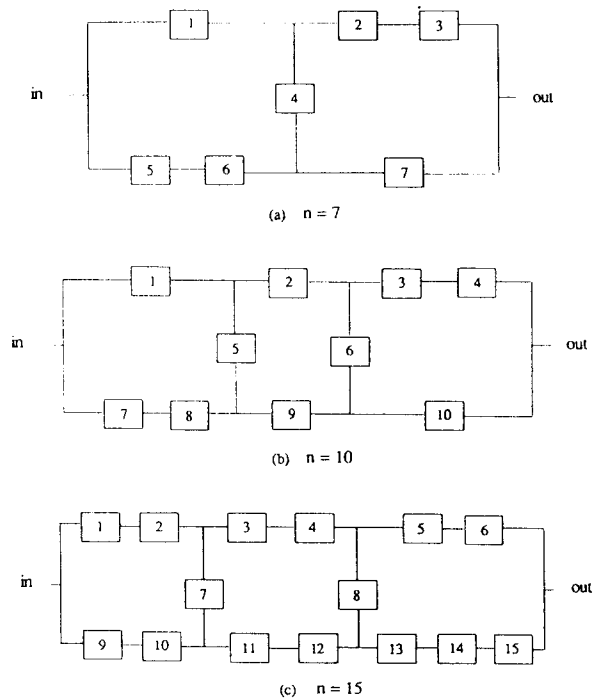 1 2 3
in 4 out
5 6 7
(a) n = 7
1 2 3 4
in 5 6 out
7 8 9 10
(b) n = 10
1 2 3 4 5 6
in 7 8 out
9 10 11 12 13 14 15
(c) n = 15